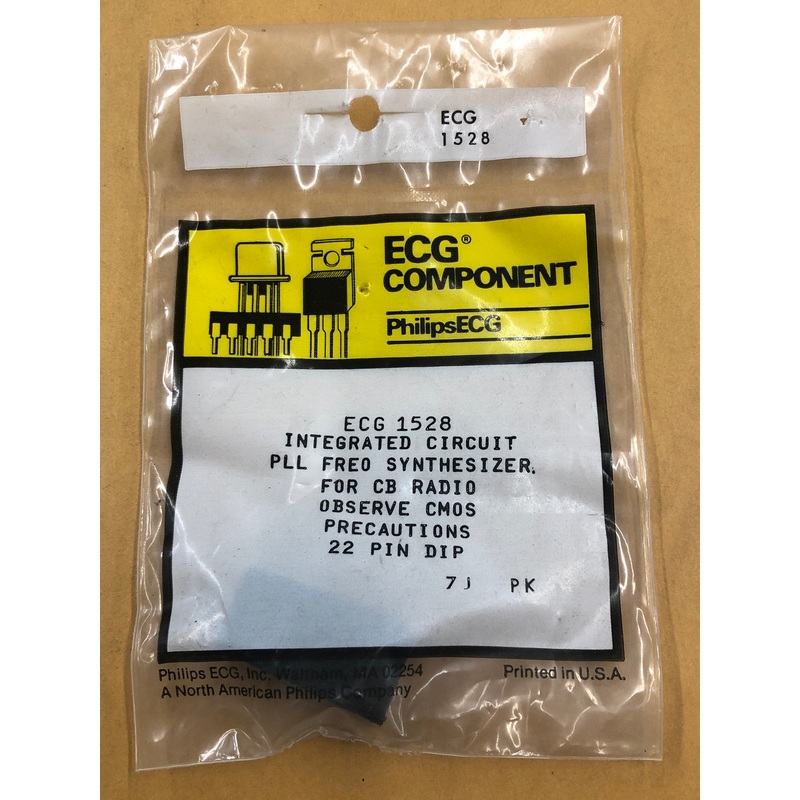 ECG
1528
ECG®
COMPONENT
PhilipsECG
ECG 1528
INTEGRATED CIRCUIT
PLL FREQ SYNTHESIZER,
FOR CB RADIO
OBSERVE CMOS
PRECAUTIONS
22 PIN DIP
7J PK
Philips ECG, Inc. Waltham, MA 02254
A North American Philips Company
Printed in U.S.A.